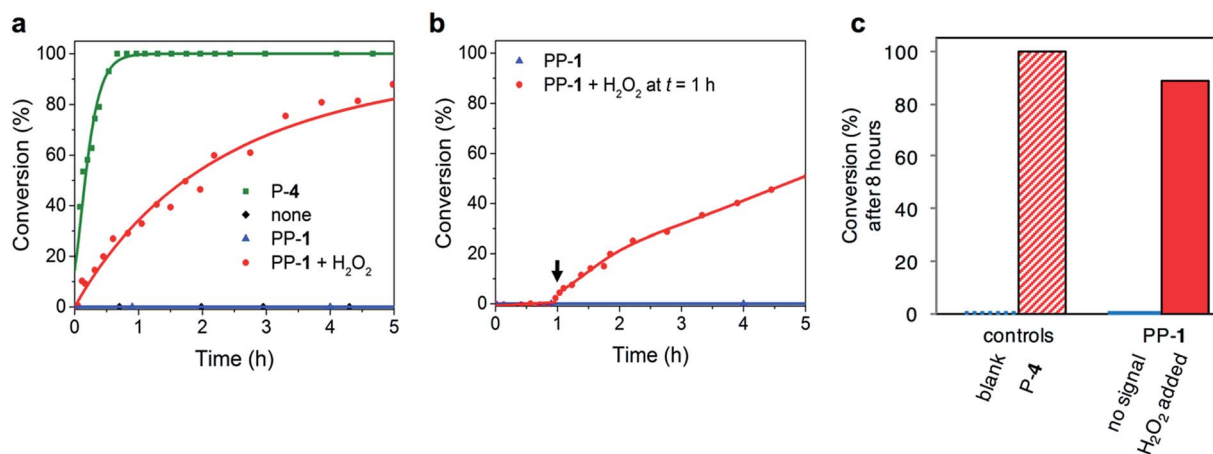 a
100
80
60
40
20
0
Conversion (%)
P-4
none
PP-1
PP-1 + H₂O₂
0 1 2 3 4 5
Time (h)
b
100
80
60
40
20
0
Conversion (%)
PP-1
PP-1 + H₂O₂ at t = 1 h
0 1 2 3 4 5
Time (h)
c
100
80
60
40
20
0
Conversion (%)
after 8 hours
controls
PP-1
blank
P-4
no signal
H₂O₂ added